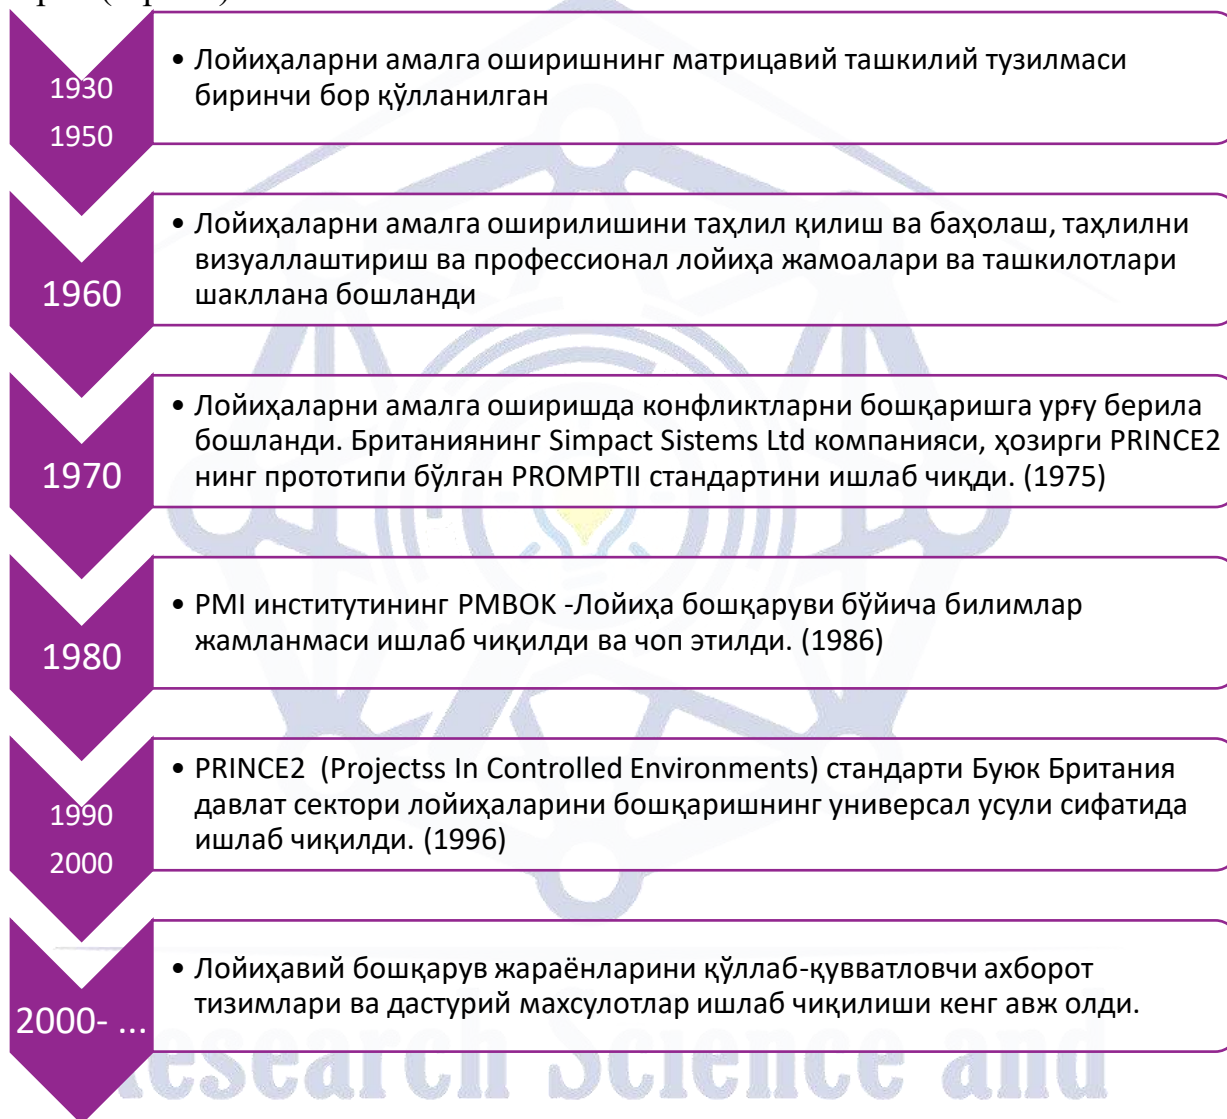 1930
1950
• Лойиҳаларни амалга оширишнинг матрицавий ташкилий тузилмаси
биринчи бор қўлланилган
1960
• Лойиҳаларни амалга оширилишини таҳлил қилиш ва баҳолаш, таҳлилни
визуаллаштириш ва профессионал лойиҳа жамоалари ва ташкилотлари
шакллана бошланди
1970
• Лойиҳаларни амалга оширишда конфликтларни бошқаришга урғу берила
бошланди. Британиянинг Simpact Sistems Ltd компанияси, ҳозирги PRINCE2
нинг прототипи бўлган PROMPTII стандартини ишлаб чиқди. (1975)
1980
• PMI институтининг PMBOK -Лойиҳа бошқаруви бўйича билимлар
жамланмаси ишлаб чиқилди ва чоп этилди. (1986)
1990
2000
• PRINCE2 (Projectss In Controlled Environments) стандарти Буюк Британия
давлат сектори лойиҳаларини бошқаришнинг универсал усули сифатида
ишлаб чиқилди. (1996)
2000- ...
• Лойиҳавий бошқарув жараёнларини қўллаб-қувватловчи ахборот
тизимлари ва дастурий махсулотлар ишлаб чиқилиши кенг авж олди.
Research Science and